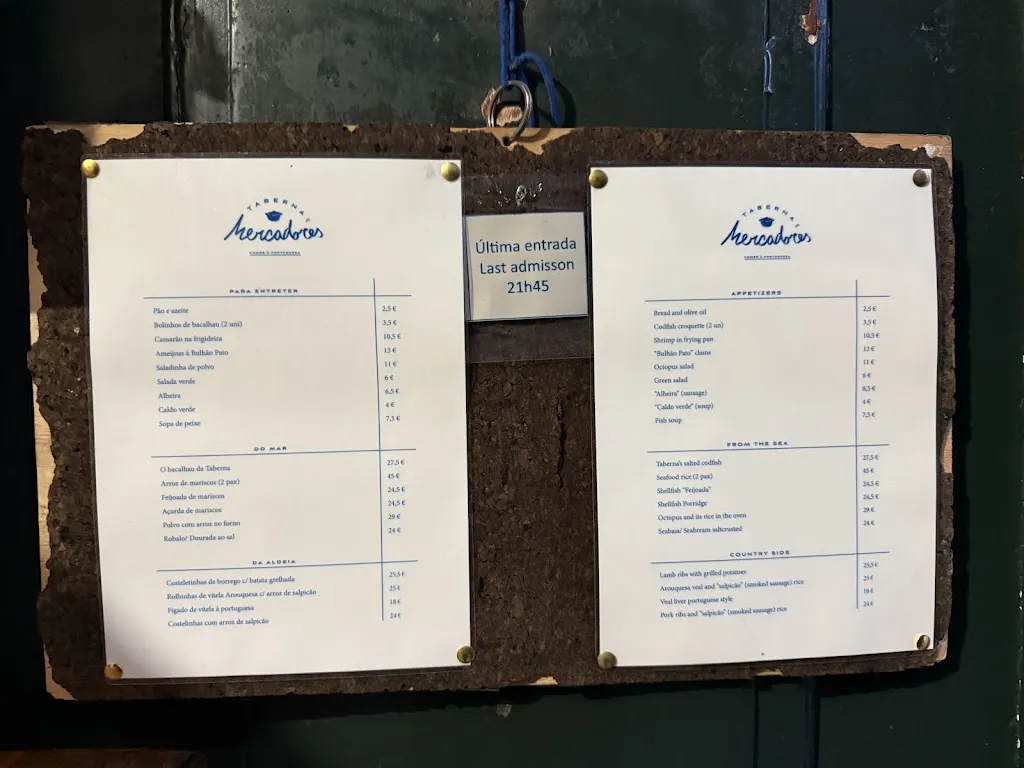 TABERNA DOS
Mercadores
PARA ENTRETER
Pão e azeite 2,5 €
Bolinhos de bacalhau (2 uni) 3,5 €
Camarão na frigideira 10,5 €
Ameijoas à Bulhão Pato 13 €
Saladinha de polvo 11 €
Salada verde 6 €
Alheira 6,5 €
Caldo verde 4 €
Sopa de peixe 7,5 €
DO MAR
O bacalhau da Taberna 27,5 €
Arroz de mariscos (2 pax) 45 €
Feijoada de mariscos 24,5 €
Açorda de mariscos 24,5 €
Polvo com arroz no forno 29 €
Robalo/ Dourada ao sal 24 €
DA ALDEIA
Costeletinhas de borrego c/ batata grelhada 25,5 €
Rolhinhas de vitela Arouquesa c/ arroz de salpicão 25 €
Fígado de vitela à portuguesa 18 €
Costelinhas com arroz de salpicão 24 €
Última entrada
Last admisson
21h45
TABERNA DOS
Mercadores
APPETIZERS
Bread and olive oil 2,5 €
Codfish croquette (2 un) 3,5 €
Shrimp in frying pan 10,5 €
"Bulhão Pato" clams 13 €
Octopus salad 11 €
Green salad 6 €
"Alheira" (sausage) 6,5 €
"Caldo verde" (soup) 4 €
Fish soup 7,5 €
FROM THE SEA
Taberna's salted codfish 27,5 €
Seafood rice (2 pax) 45 €
Shellfish "Feijoada" 24,5 €
Shellfish Porridge 24,5 €
Octopus and its rice in the oven 29 €
Seabass/ Seabream saltcrusted 24 €
COUNTRY SIDE
Lamb ribs with grilled potatoes 25,5 €
Arouquesa veal and "salpicão" (smoked sausage) rice 25 €
Veal liver portuguese style 18 €
Pork ribs and "salpicão" (smoked sausage) rice 24 €